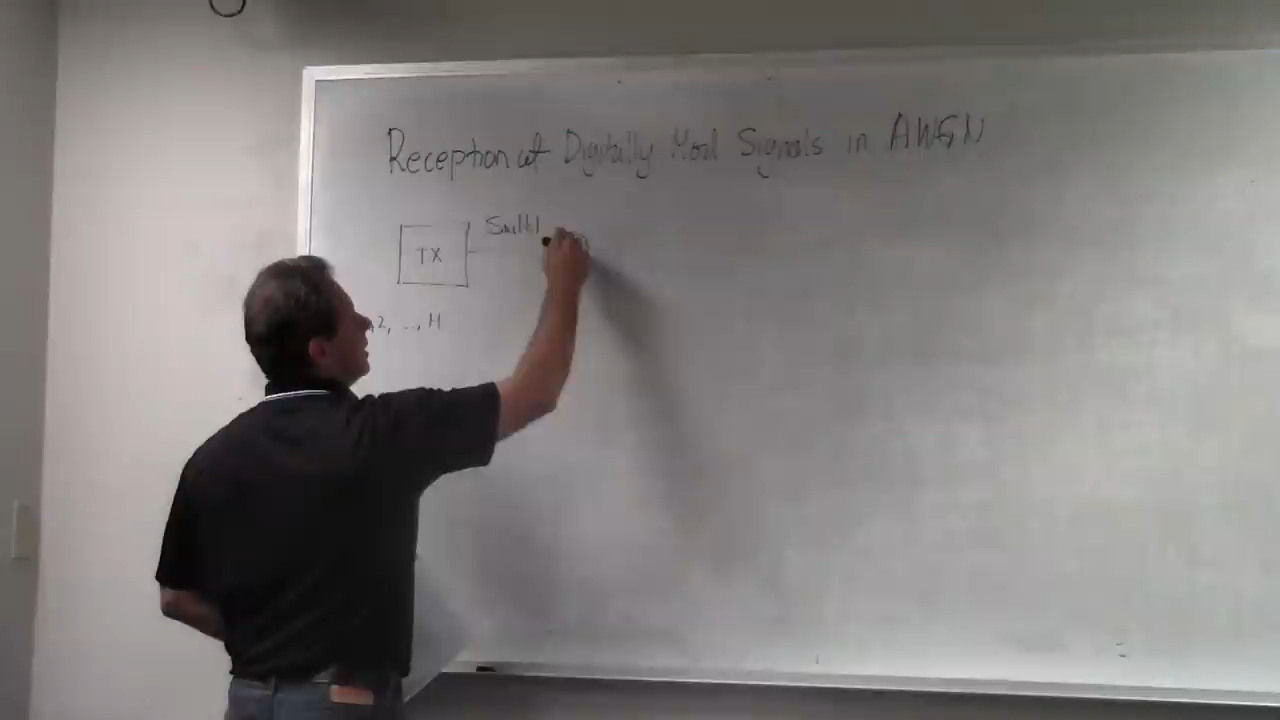 Reception of Digitally Mod Signals in AWGN
Sm(t)
TX
,2, ..., M